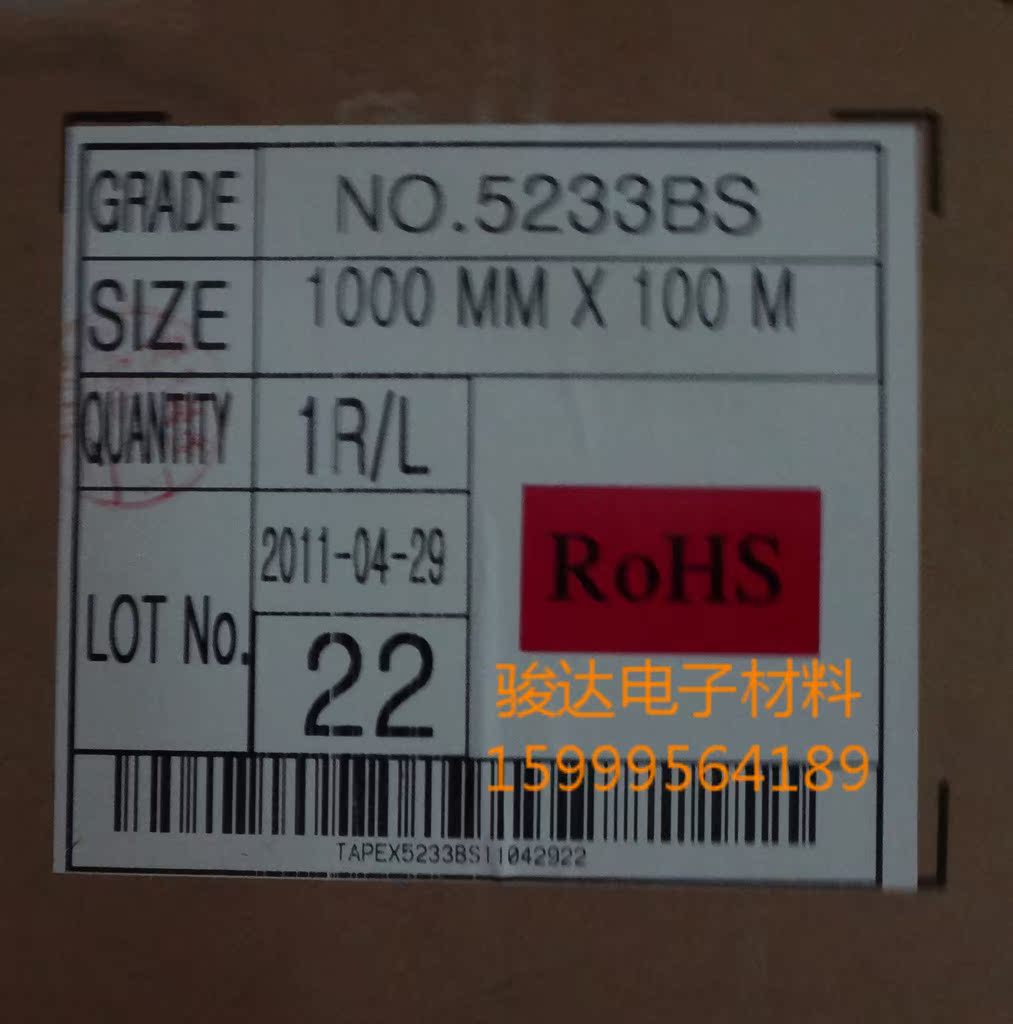 GRADE NO.5233BS
SIZE 1000 MM X 100 M
QUANTITY 1R/L
2011-04-29
RoHS
LOT No.
22
骏达电子材料
15999564189
TAPEX5233BS11042922